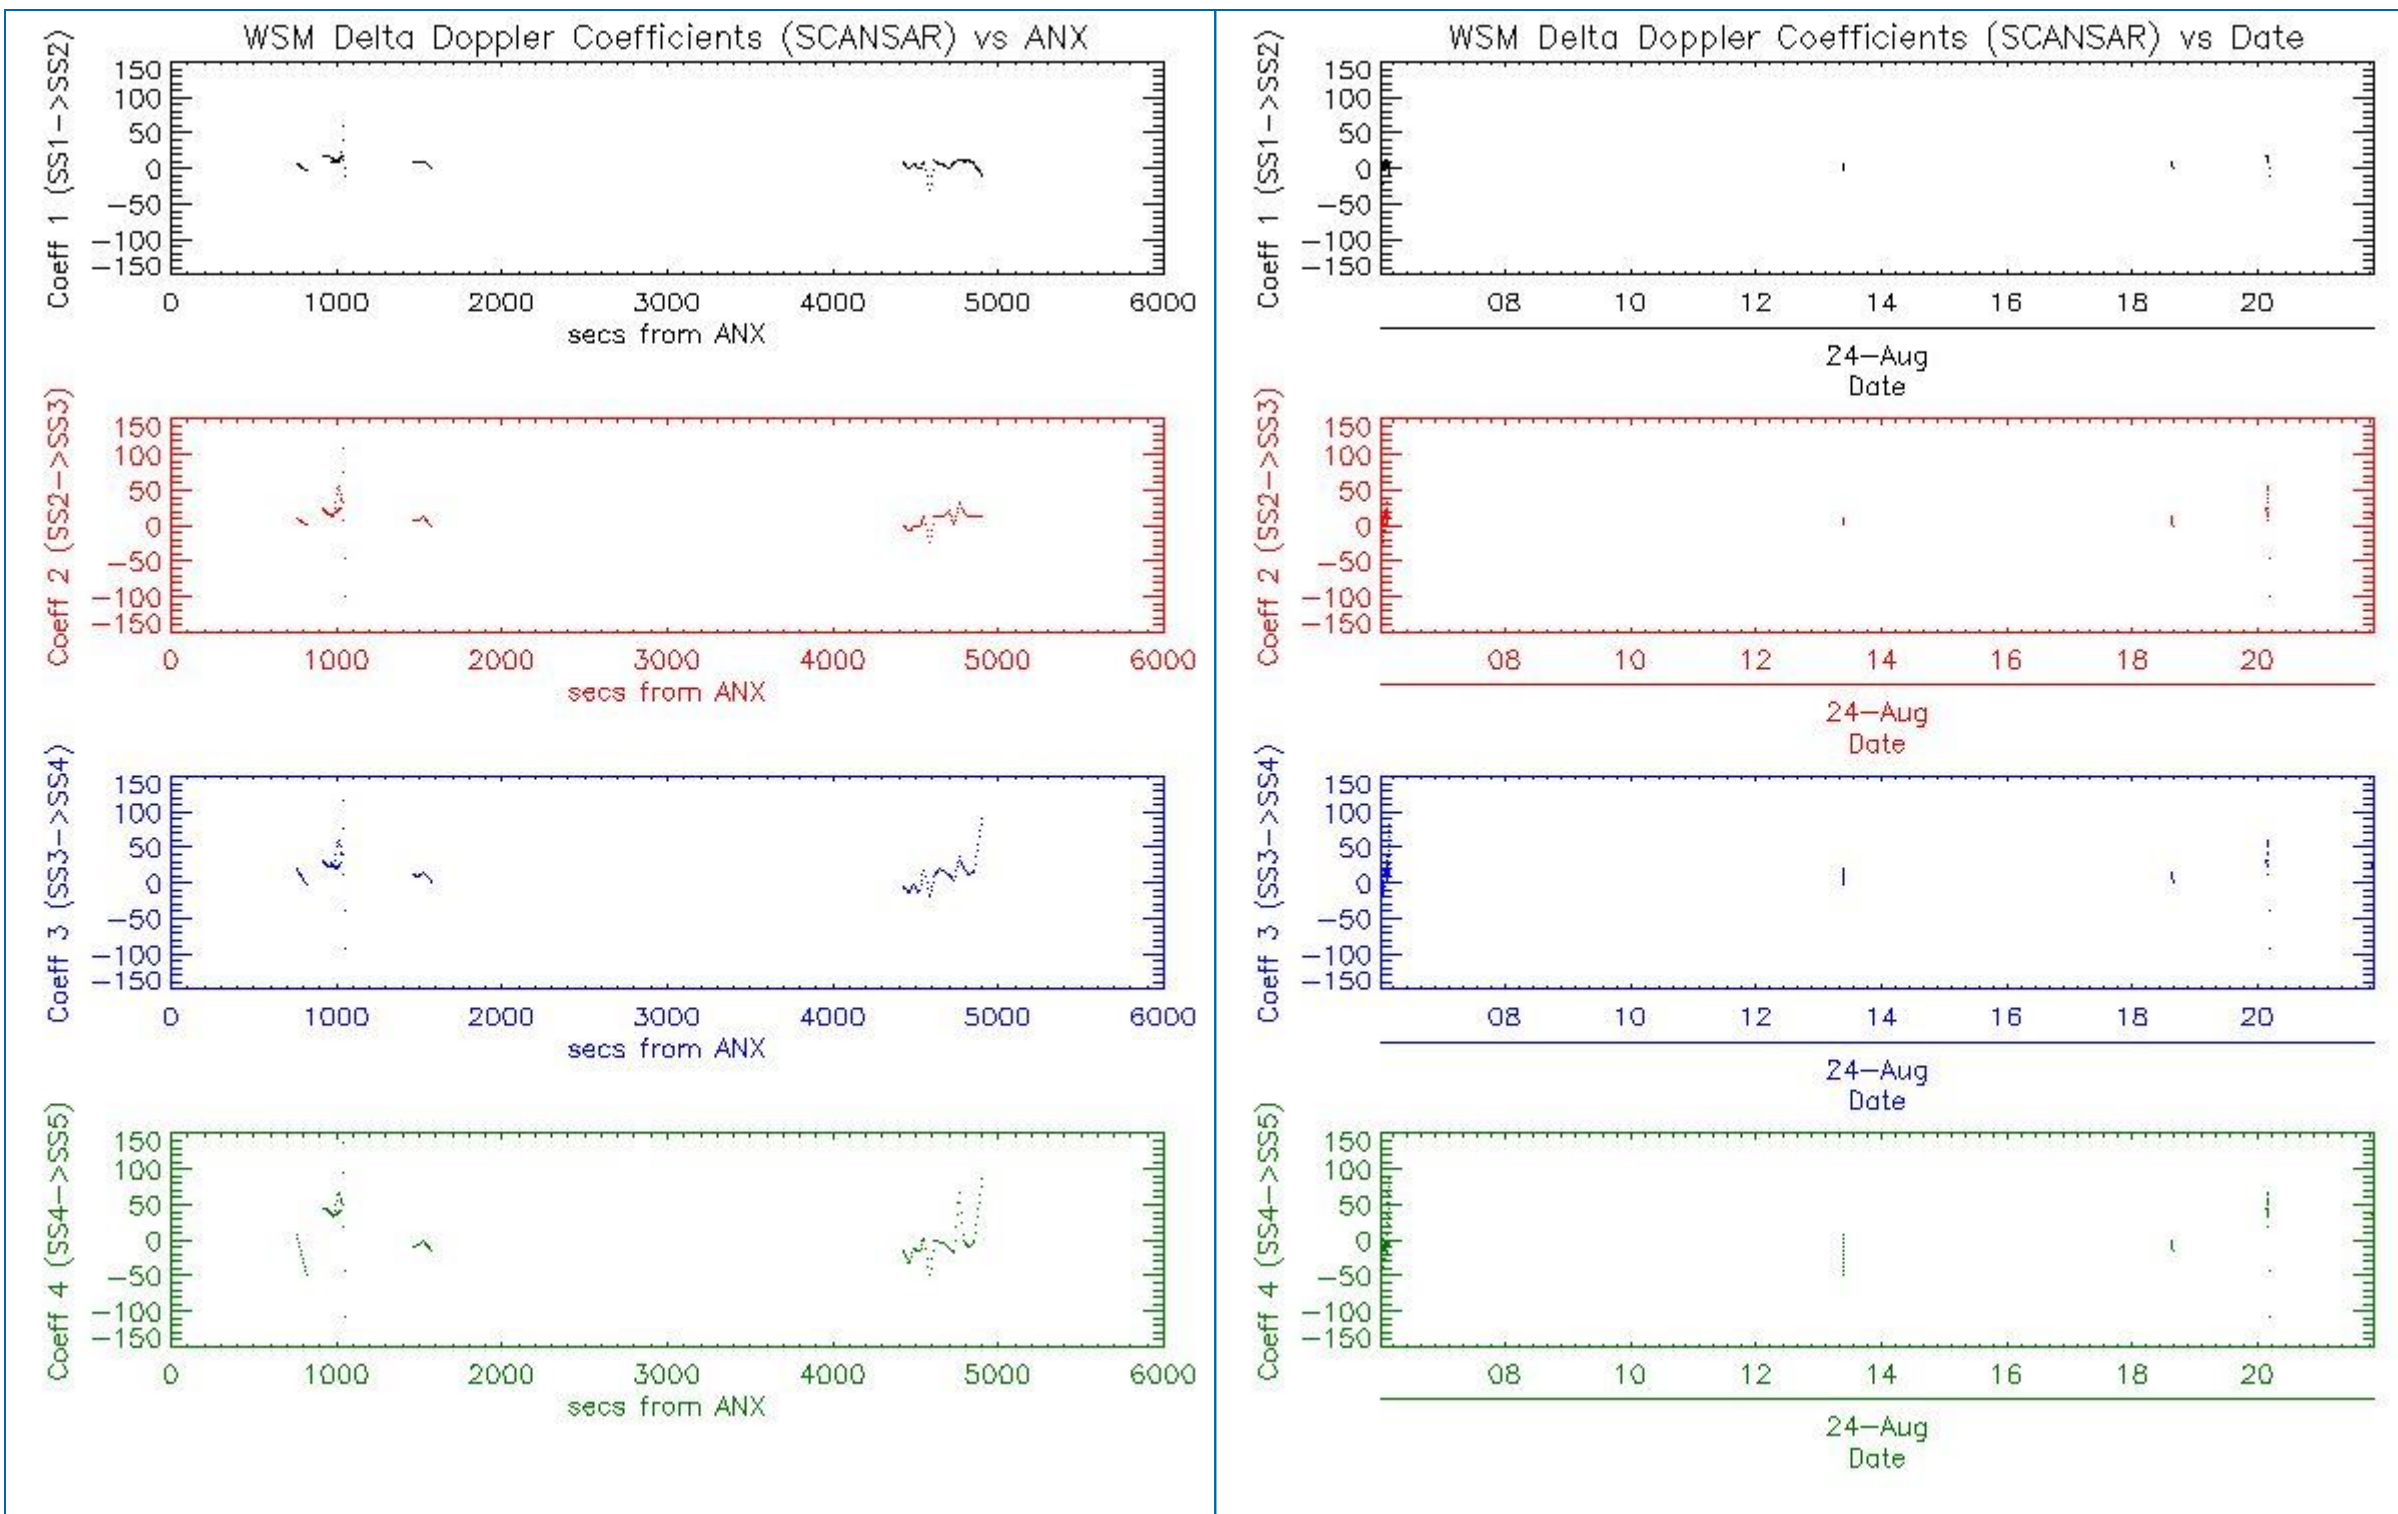 WSM Delta Doppler Coefficients (SCANSAR) vs ANX
Coeff 1 (SS1->SS2)
150
100
50
0
-50
-100
-150
0 1000 2000 3000 4000 5000 6000
secs from ANX
Coeff 2 (SS2->SS3)
150
100
50
0
-50
-100
-150
0 1000 2000 3000 4000 5000 6000
secs from ANX
Coeff 3 (SS3->SS4)
150
100
50
0
-50
-100
-150
0 1000 2000 3000 4000 5000 6000
secs from ANX
Coeff 4 (SS4->SS5)
150
100
50
0
-50
-100
-150
0 1000 2000 3000 4000 5000 6000
secs from ANX
WSM Delta Doppler Coefficients (SCANSAR) vs Date
Coeff 1 (SS1->SS2)
150
100
50
0
-50
-100
-150
08 10 12 14 16 18 20
24-Aug
Date
Coeff 2 (SS2->SS3)
150
100
50
0
-50
-100
-150
08 10 12 14 16 18 20
24-Aug
Date
Coeff 3 (SS3->SS4)
150
100
50
0
-50
-100
-150
08 10 12 14 16 18 20
24-Aug
Date
Coeff 4 (SS4->SS5)
150
100
50
0
-50
-100
-150
08 10 12 14 16 18 20
24-Aug
Date